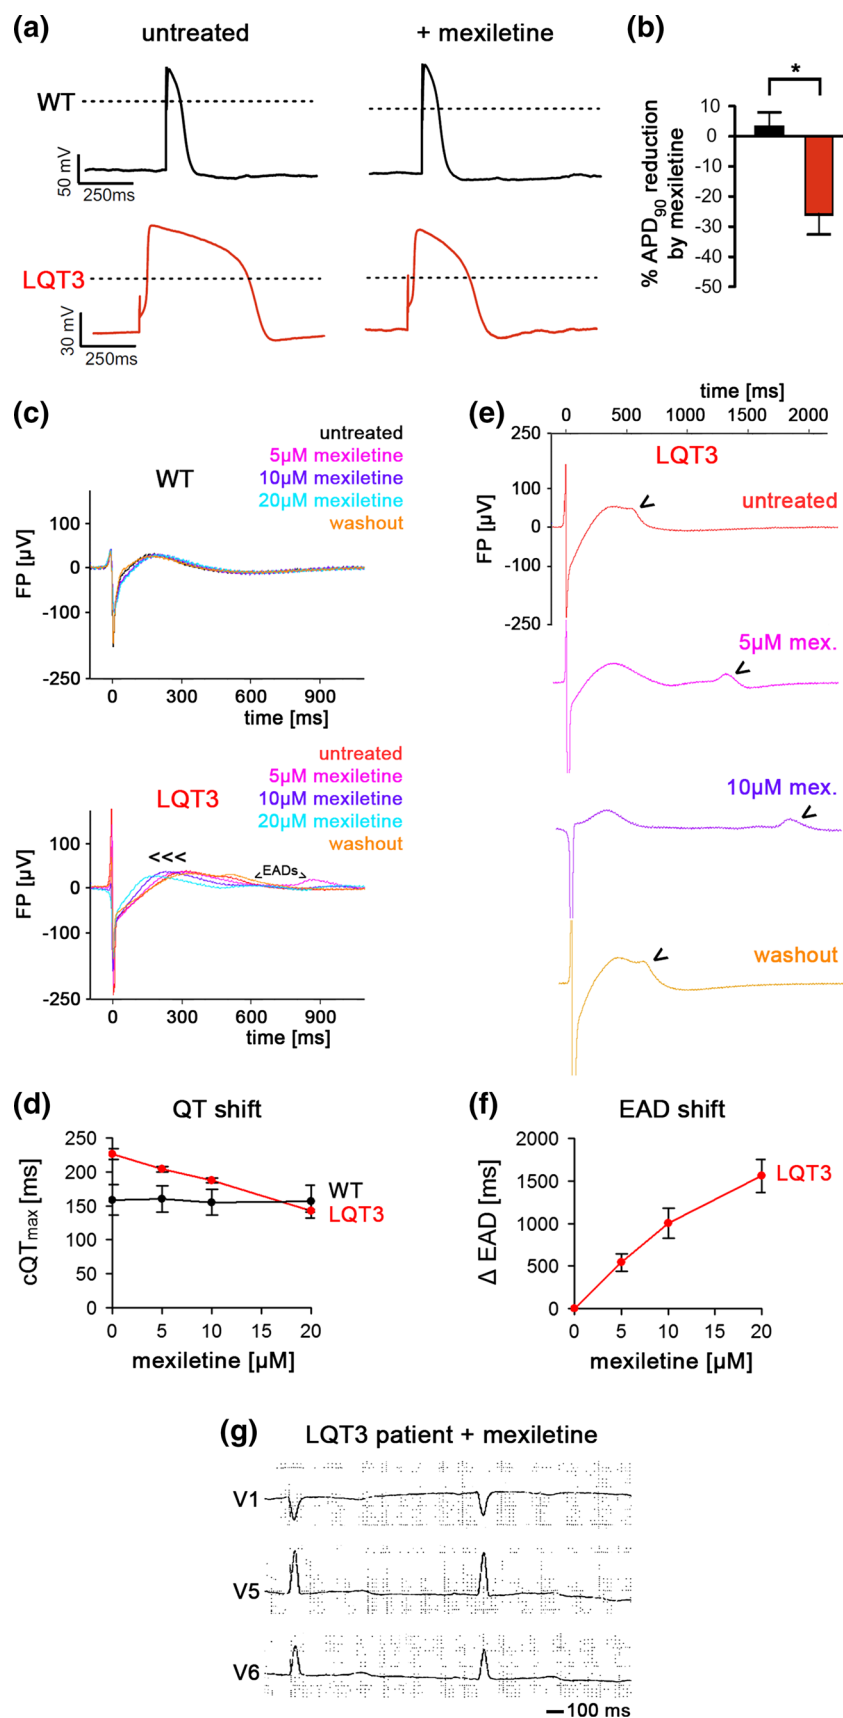 (a)
untreated
+ mexiletine
WT
50 mV
250ms
LQT3
30 mV
250ms
(b)
*
% APD90 reduction
by mexiletine
10
0
-10
-20
-30
-40
-50
(c)
WT
untreated
5µM mexiletine
10µM mexiletine
20µM mexiletine
washout
FP [µV]
100
0
-100
-250
0 300 600 900
time [ms]
LQT3
untreated
5µM mexiletine
10µM mexiletine
20µM mexiletine
washout
<<<
EADs
FP [µV]
100
0
-100
-250
0 300 600 900
time [ms]
(e)
time [ms]
0 500 1000 1500 2000
LQT3
FP [µV]
250
100
0
-100
-250
untreated
5µM mex.
10µM mex.
washout
(d)
QT shift
cQTmax [ms]
250
200
150
100
50
0
WT
LQT3
0 5 10 15 20
mexiletine [µM]
(f)
EAD shift
Δ EAD [ms]
2000
1500
1000
500
0
LQT3
0 5 10 15 20
mexiletine [µM]
(g)
LQT3 patient + mexiletine
V1
V5
V6
100 ms